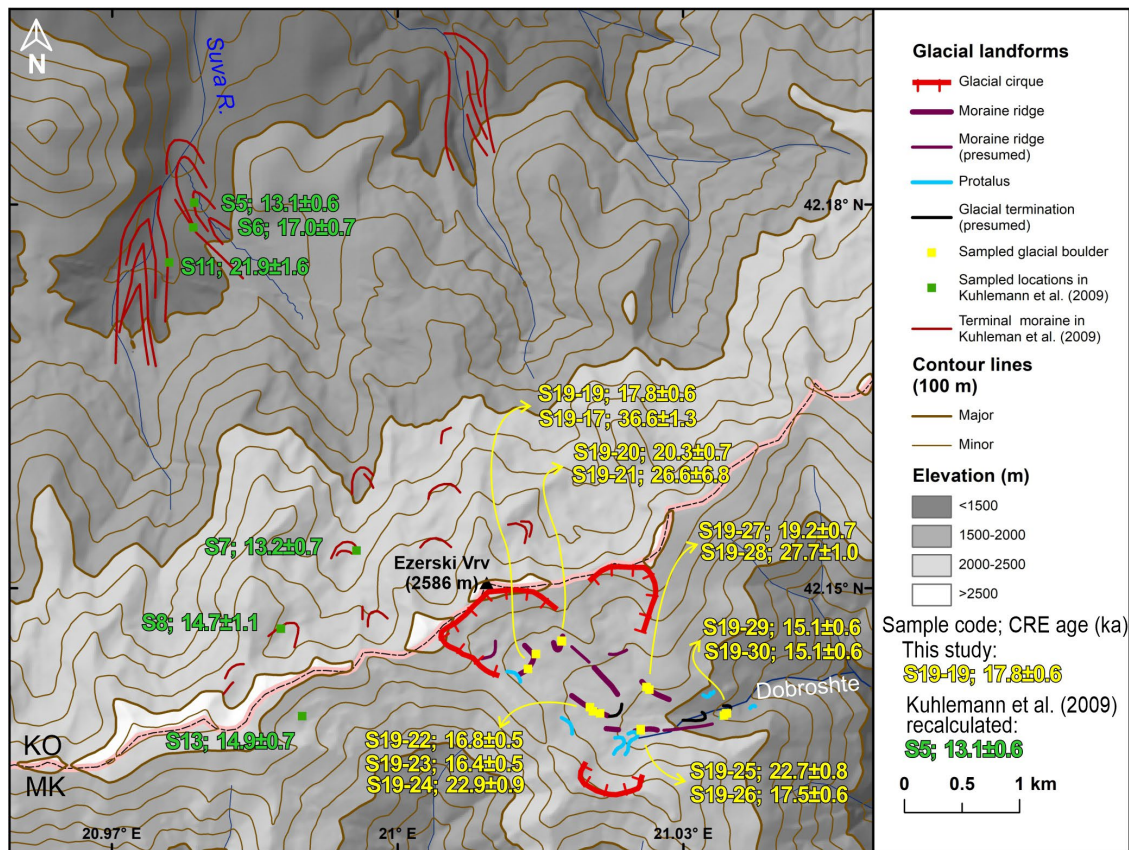 N
Suva R.
S5; 13.1±0.6
S6; 17.0±0.7
S11; 21.9±1.6
42.18° N
S19-19; 17.8±0.6
S19-17; 36.6±1.3
S19-20; 20.3±0.7
S19-21; 26.6±6.8
S19-27; 19.2±0.7
S19-28; 27.7±1.0
S7; 13.2±0.7
Ezerski Vrv
(2586 m)
42.15° N
S8; 14.7±1.1
S19-29; 15.1±0.6
S19-30; 15.1±0.6
Dobroshte
S13; 14.9±0.7
S19-22; 16.8±0.5
S19-23; 16.4±0.5
S19-24; 22.9±0.9
S19-25; 22.7±0.8
S19-26; 17.5±0.6
KO
MK
20.97° E
21° E
21.03° E
Glacial landforms
Glacial cirque
Moraine ridge
Moraine ridge
(presumed)
Protalus
Glacial termination
(presumed)
Sampled glacial boulder
Sampled locations in
Kuhlemann et al. (2009)
Terminal moraine in
Kuhleman et al. (2009)
Contour lines
(100 m)
Major
Minor
Elevation (m)
<1500
1500-2000
2000-2500
>2500
Sample code; CRE age (ka)
This study:
S19-19; 17.8±0.6
Kuhlemann et al. (2009)
recalculated:
S5; 13.1±0.6
0 0.5 1 km